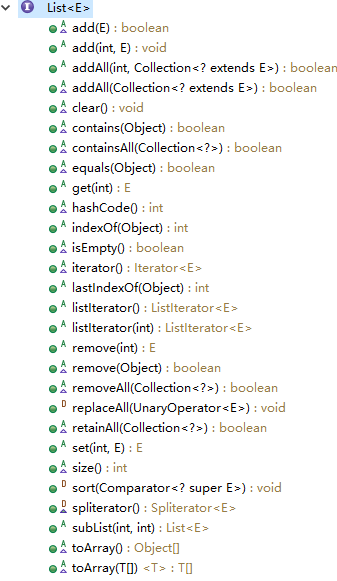 I List<E>
A add(E) : boolean
A add(int, E) : void
A addAll(int, Collection<? extends E>) : boolean
A addAll(Collection<? extends E>) : boolean
A clear() : void
A contains(Object) : boolean
A containsAll(Collection<?>) : boolean
A equals(Object) : boolean
A get(int) : E
A hashCode() : int
A indexOf(Object) : int
A isEmpty() : boolean
A iterator() : Iterator<E>
A lastIndexOf(Object) : int
A listIterator() : ListIterator<E>
A listIterator(int) : ListIterator<E>
A remove(int) : E
A remove(Object) : boolean
A removeAll(Collection<?>) : boolean
D replaceAll(UnaryOperator<E>) : void
A retainAll(Collection<?>) : boolean
A set(int, E) : E
A size() : int
D sort(Comparator<? super E>) : void
D spliterator() : Spliterator<E>
A subList(int, int) : List<E>
A toArray() : Object[]
A toArray(T[]) <T> : T[]